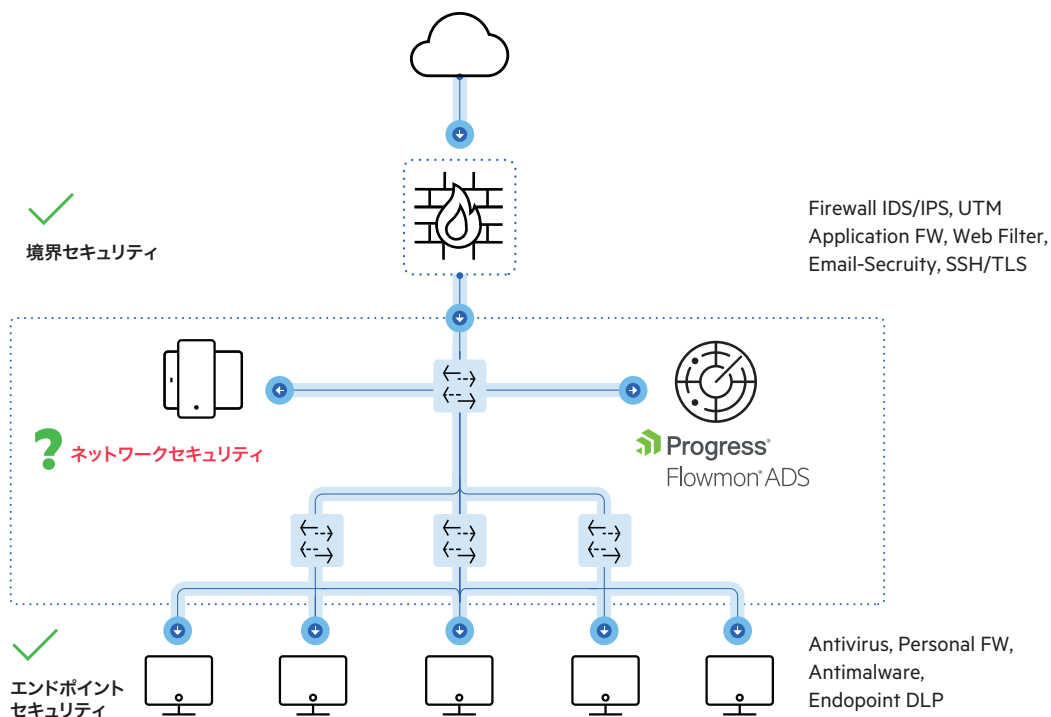 境界セキュリティ
Firewall IDS/IPS, UTM
Application FW, Web Filter,
Email-Secruity, SSH/TLS
? ネットワークセキュリティ
Progress®
Flowmon® ADS
エンドポイント
セキュリティ
Antivirus, Personal FW,
Antimalware,
Endopoint DLP